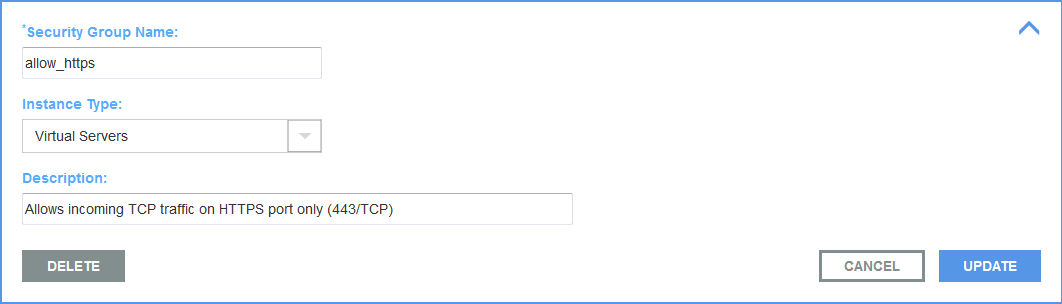 *Security Group Name:
allow_https
Instance Type:
Virtual Servers
Description:
Allows incoming TCP traffic on HTTPS port only (443/TCP)
DELETE CANCEL UPDATE